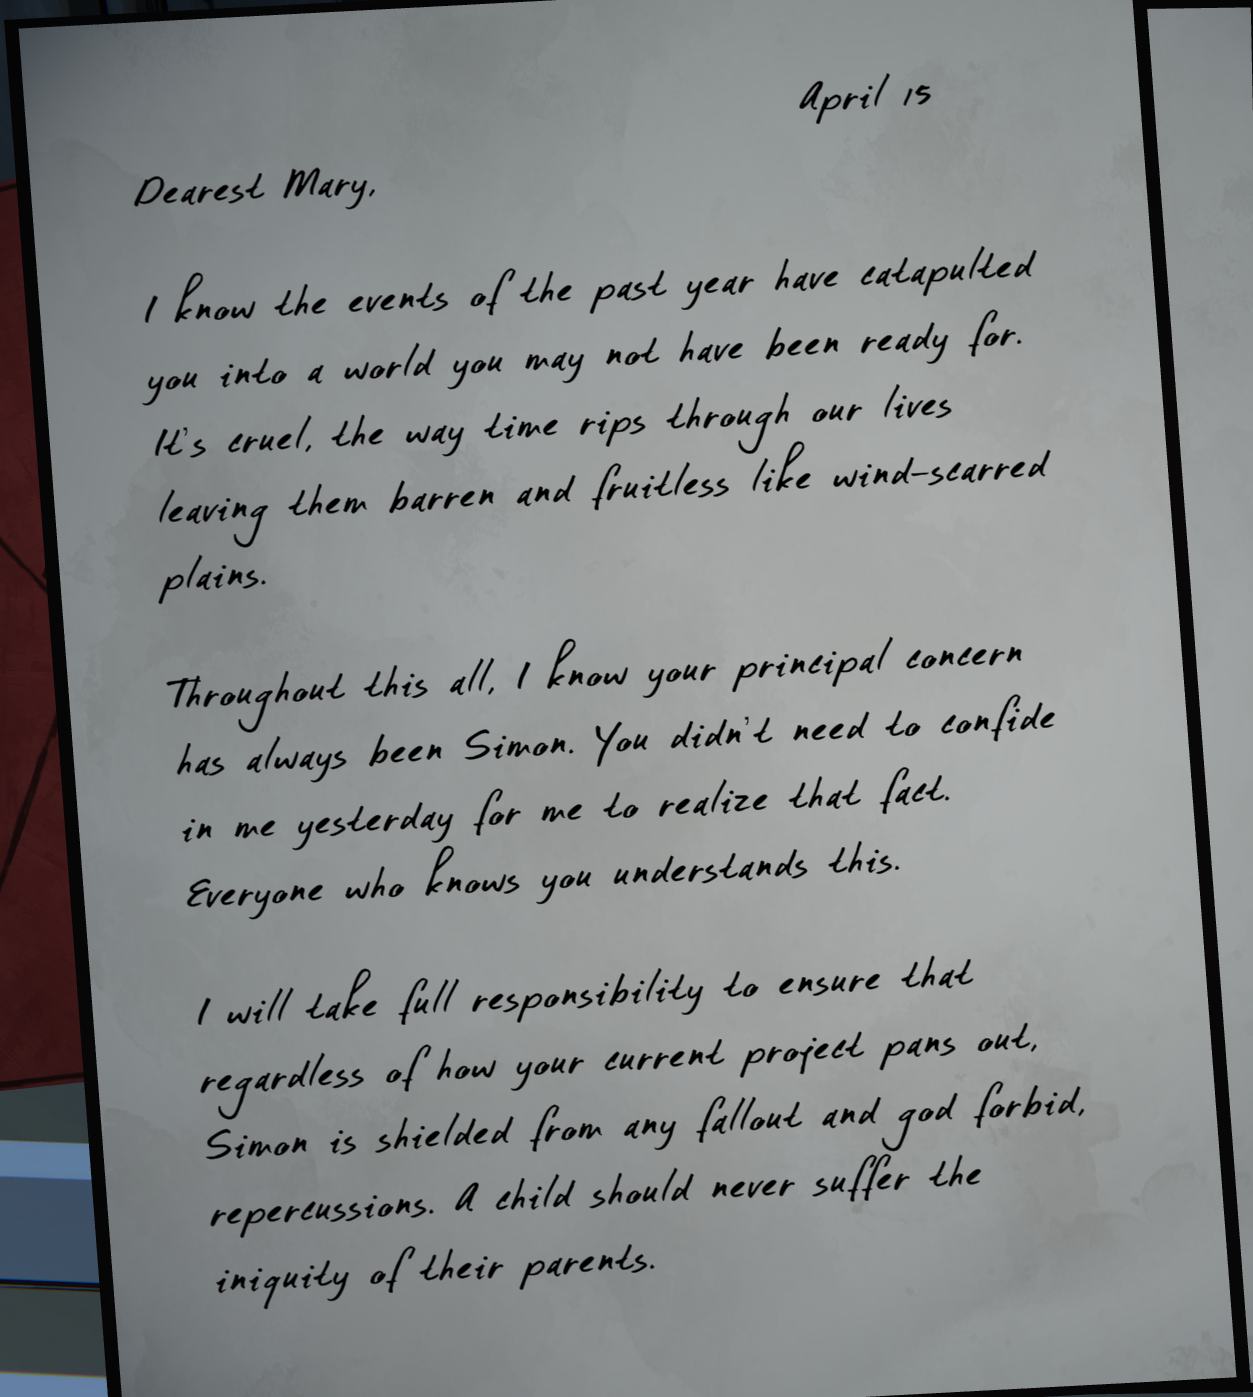 April 15
Dearest Mary,
I know the events of the past year have catapulted
you into a world you may not have been ready for.
It's cruel, the way time rips through our lives
leaving them barren and fruitless like wind-scarred
plains.
Throughout this all, I know your principal concern
has always been Simon. You didn't need to confide
in me yesterday for me to realize that fact.
Everyone who knows you understands this.
I will take full responsibility to ensure that
regardless of how your current project pans out,
Simon is shielded from any fallout and god forbid,
repercussions. A child should never suffer the
iniquity of their parents.